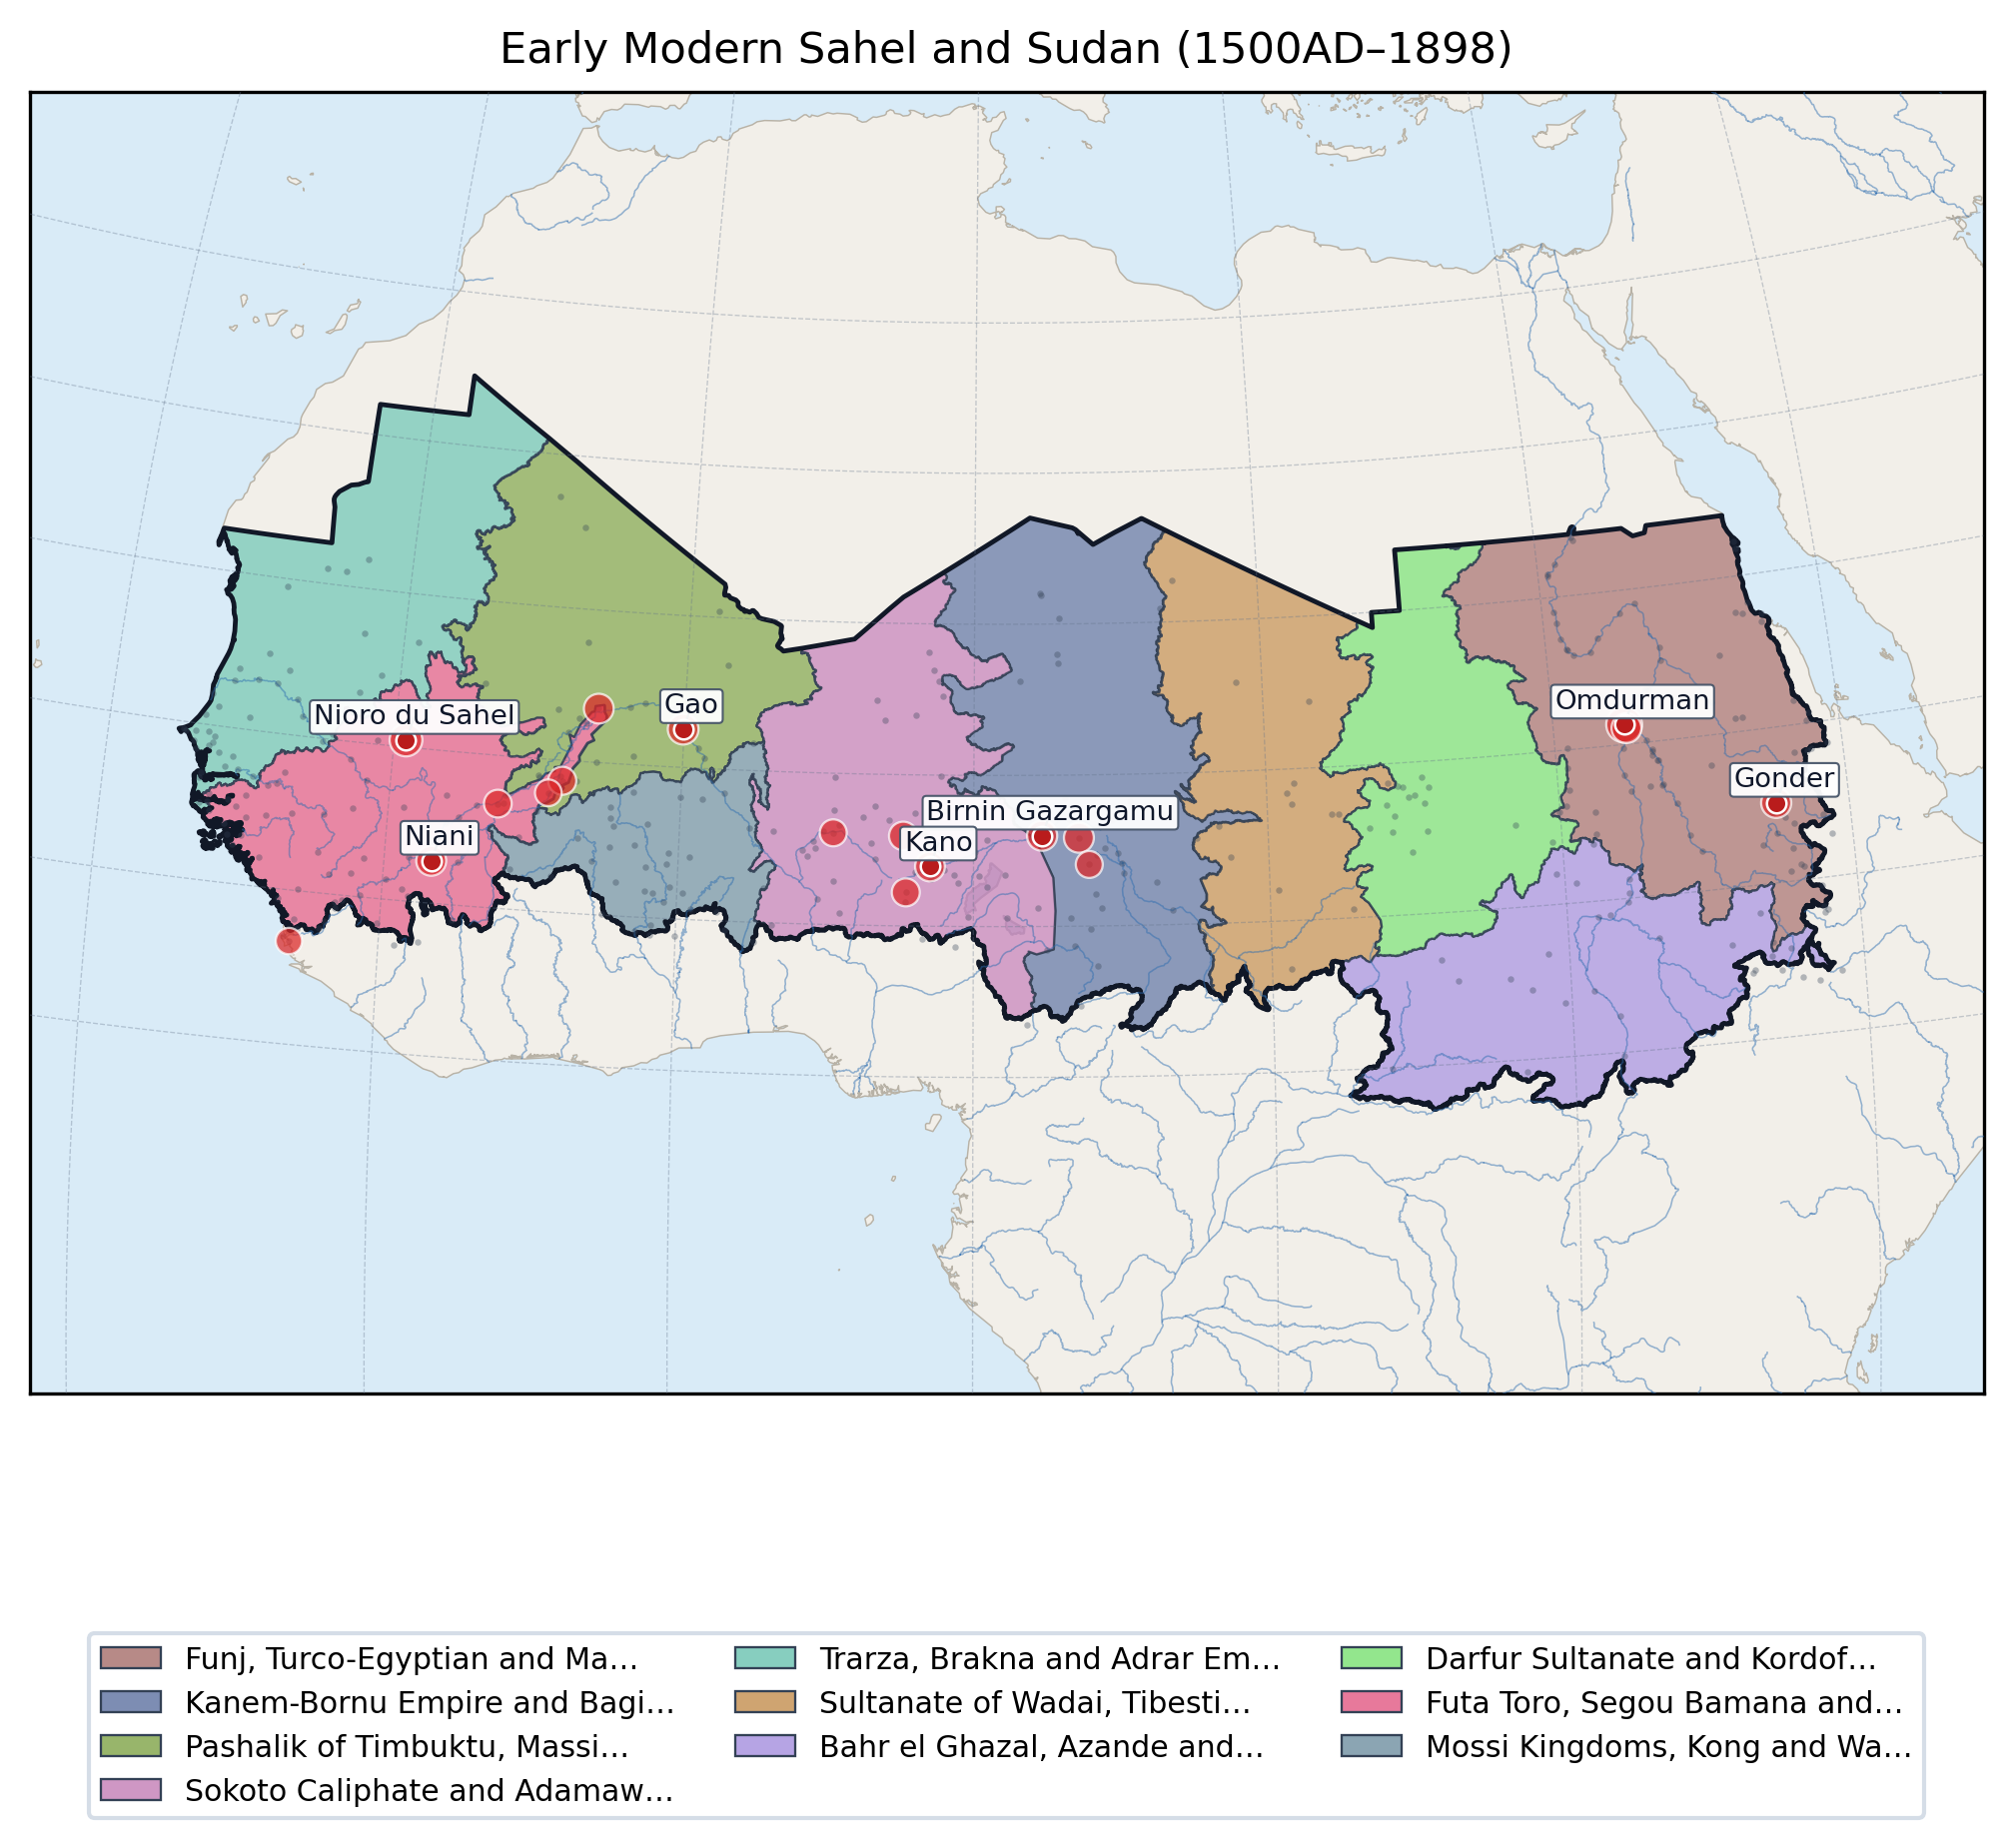 Early Modern Sahel and Sudan (1500AD–1898)
Nioro du Sahel
Gao
Omdurman
Gonder
Birnin Gazargamu
Niani
Kano
Funj, Turco-Egyptian and Ma...
Kanem-Bornu Empire and Bagi...
Pashalik of Timbuktu, Massi...
Sokoto Caliphate and Adamaw...
Trarza, Brakna and Adrar Em...
Sultanate of Wadai, Tibesti...
Bahr el Ghazal, Azande and...
Darfur Sultanate and Kordof...
Futa Toro, Segou Bamana and...
Mossi Kingdoms, Kong and Wa...